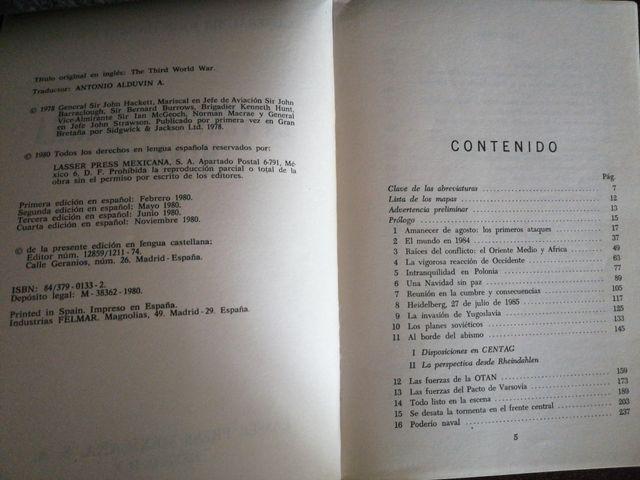 Título original en inglés: The Third World War.
Traductor: ANTONIO ALDUVIN A.
© 1978 General Sir John Hackett, Mariscal en Jefe de Aviación Sir John
Barraclough, Sir Bernard Burrows, Brigadier Kenneth Hunt,
Vice-Almirante Sir Ian McGeoch, Norman Macrae y General
en Jefe John Strawson. Publicado por primera vez en Gran
Bretaña por Sidgwick & Jackson Ltd. 1978.
© 1980 Todos los derechos en lengua española reservados por:
LASSER PRESS MEXICANA, S. A. Apartado Postal 6-791, Mé-
xico 6, D. F. Prohibida la reproducción parcial o total de la
obra sin el permiso por escrito de los editores.
Primera edición en español: Febrero 1980.
Segunda edición en español: Mayo 1980.
Tercera edición en español: Junio 1980.
Cuarta edición en español: Noviembre 1980.
© de la presente edición en lengua castellana:
Editor núm. 12859/1211-74.
Calle Geranios, núm. 26. Madrid-España.
ISBN: 84/379-0133-2.
Depósito legal: M-38362-1980.
Printed in Spain. Impreso en España.
Industrias FELMAR. Magnolias, 49. Madrid-29. España.
CONTENIDO
Pág.
Clave de las abreviaturas 7
Lista de los mapas 12
Advertencia preliminar 13
Prólogo 15
1 Amanecer de agosto: los primeros ataques 17
2 El mundo en 1984 37
3 Raíces del conflicto: el Oriente Medio y Africa 49
4 La vigorosa reacción de Occidente 63
5 Intranquilidad en Polonia 77
6 Una Navidad sin paz 89
7 Reunión en la cumbre y consecuencias 105
8 Heidelberg, 27 de julio de 1985 117
9 La invasión de Yugoslavia 125
10 Los planes soviéticos 133
11 Al borde del abismo 145
I Disposiciones en CENTAG
II La perspectiva desde Rheindahlen
12 Las fuerzas de la OTAN 159
13 Las fuerzas del Pacto de Varsovia 173
14 Todo listo en la escena 189
15 Se desata la tormenta en el frente central 203
16 Poderío naval 237
5